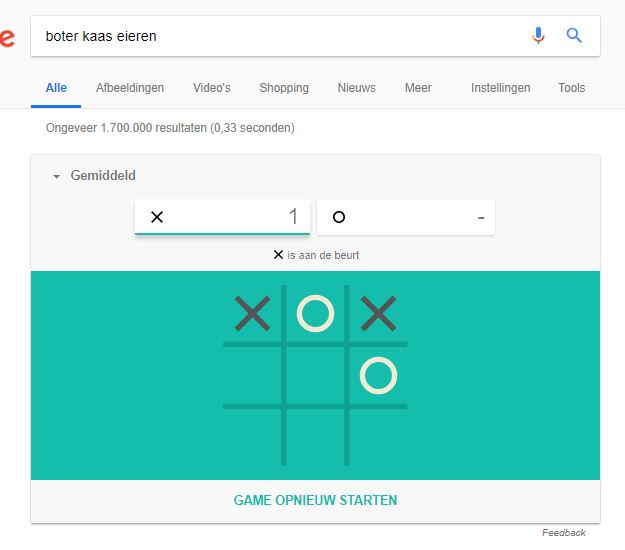 boter kaas eieren
Alle Afbeeldingen Video's Shopping Nieuws Meer Instellingen Tools
Ongeveer 1.700.000 resultaten (0,33 seconden)
Gemiddeld
1 -
is aan de beurt
GAME OPNIEUW STARTEN
Feedback